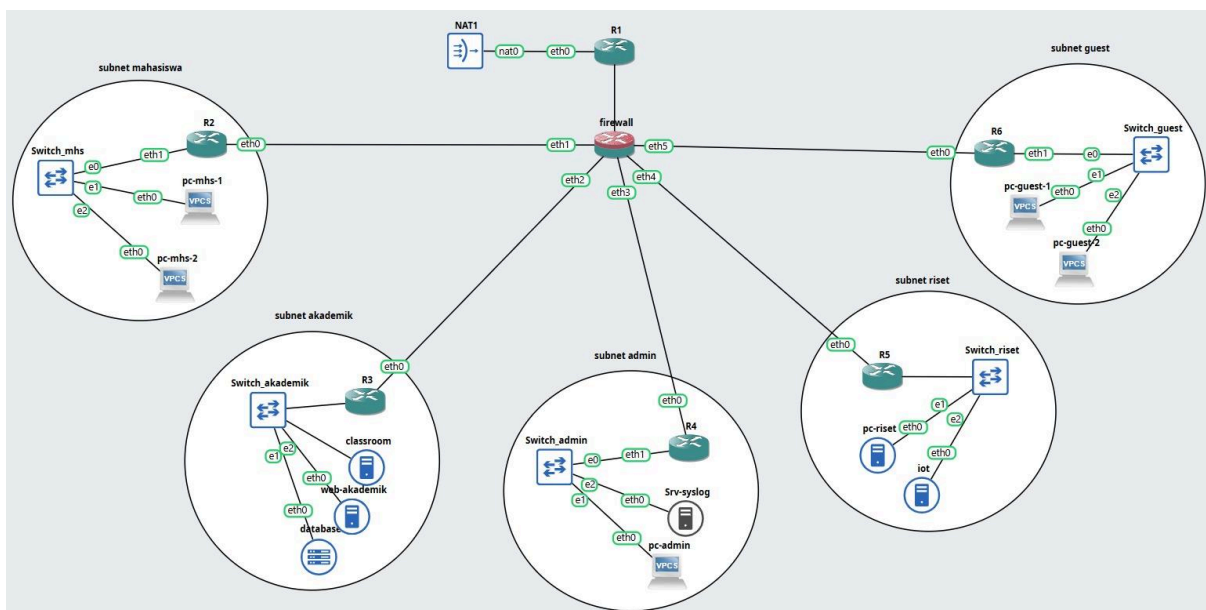 NAT1
R1
nat0
eth0
subnet mahasiswa
subnet guest
firewall
R2
eth0
eth1
eth5
eth0
R6
eth1
e0
Switch_guest
Switch_mhs
e0
eth1
e1
eth0
pc-mhs-1
VPCS
e2
eth0
pc-mhs-2
VPCS
eth2
eth3
eth4
pc-guest-1
VPCS
eth0
e1
e2
eth0
pc-guest-2
VPCS
subnet akademik
eth0
R3
Switch_akademik
e2
e1
classroom
eth0
web-akademik
eth0
database
subnet admin
eth0
R4
Switch_admin
e0
eth1
e2
eth0
Srv-syslog
e1
eth0
pc-admin
VPCS
subnet riset
eth0
R5
Switch_riset
e1
e2
pc-riset
eth0
eth0
iot